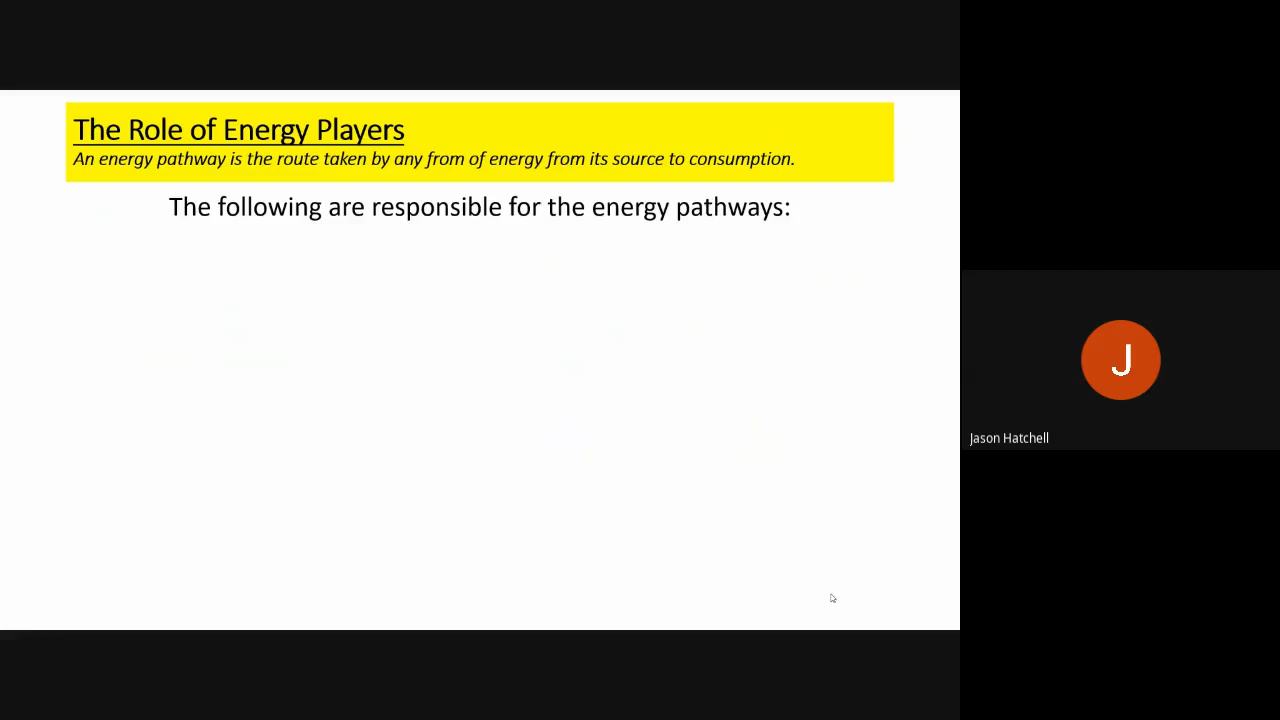 The Role of Energy Players
An energy pathway is the route taken by any from of energy from its source to consumption.
The following are responsible for the energy pathways:
J
Jason Hatchell